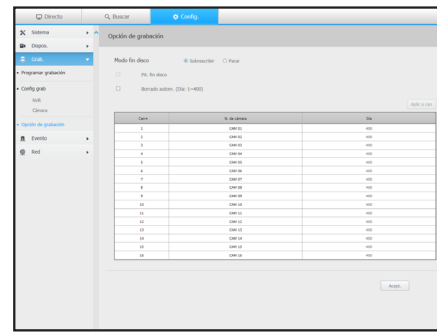 Directo
Buscar
Config.
Sistema
Dispos.
Grab.
• Programar grabación
• Config grab
NVR
Cámara
• Opción de grabación
Evento
Red
Opción de grabación
Modo fin disco
Sobrescribir
Parar
Pit. fin disco
Borrado autom. (Día: 1~400)
Aplic a can
Can
N. de cámara
Día
1 CAM 01 400
2 CAM 02 400
3 CAM 03 400
4 CAM 04 400
5 CAM 05 400
6 CAM 06 400
7 CAM 07 400
8 CAM 08 400
9 CAM 09 400
10 CAM 10 400
11 CAM 11 400
12 CAM 12 400
13 CAM 13 400
14 CAM 14 400
15 CAM 15 400
16 CAM 16 400
Acept.